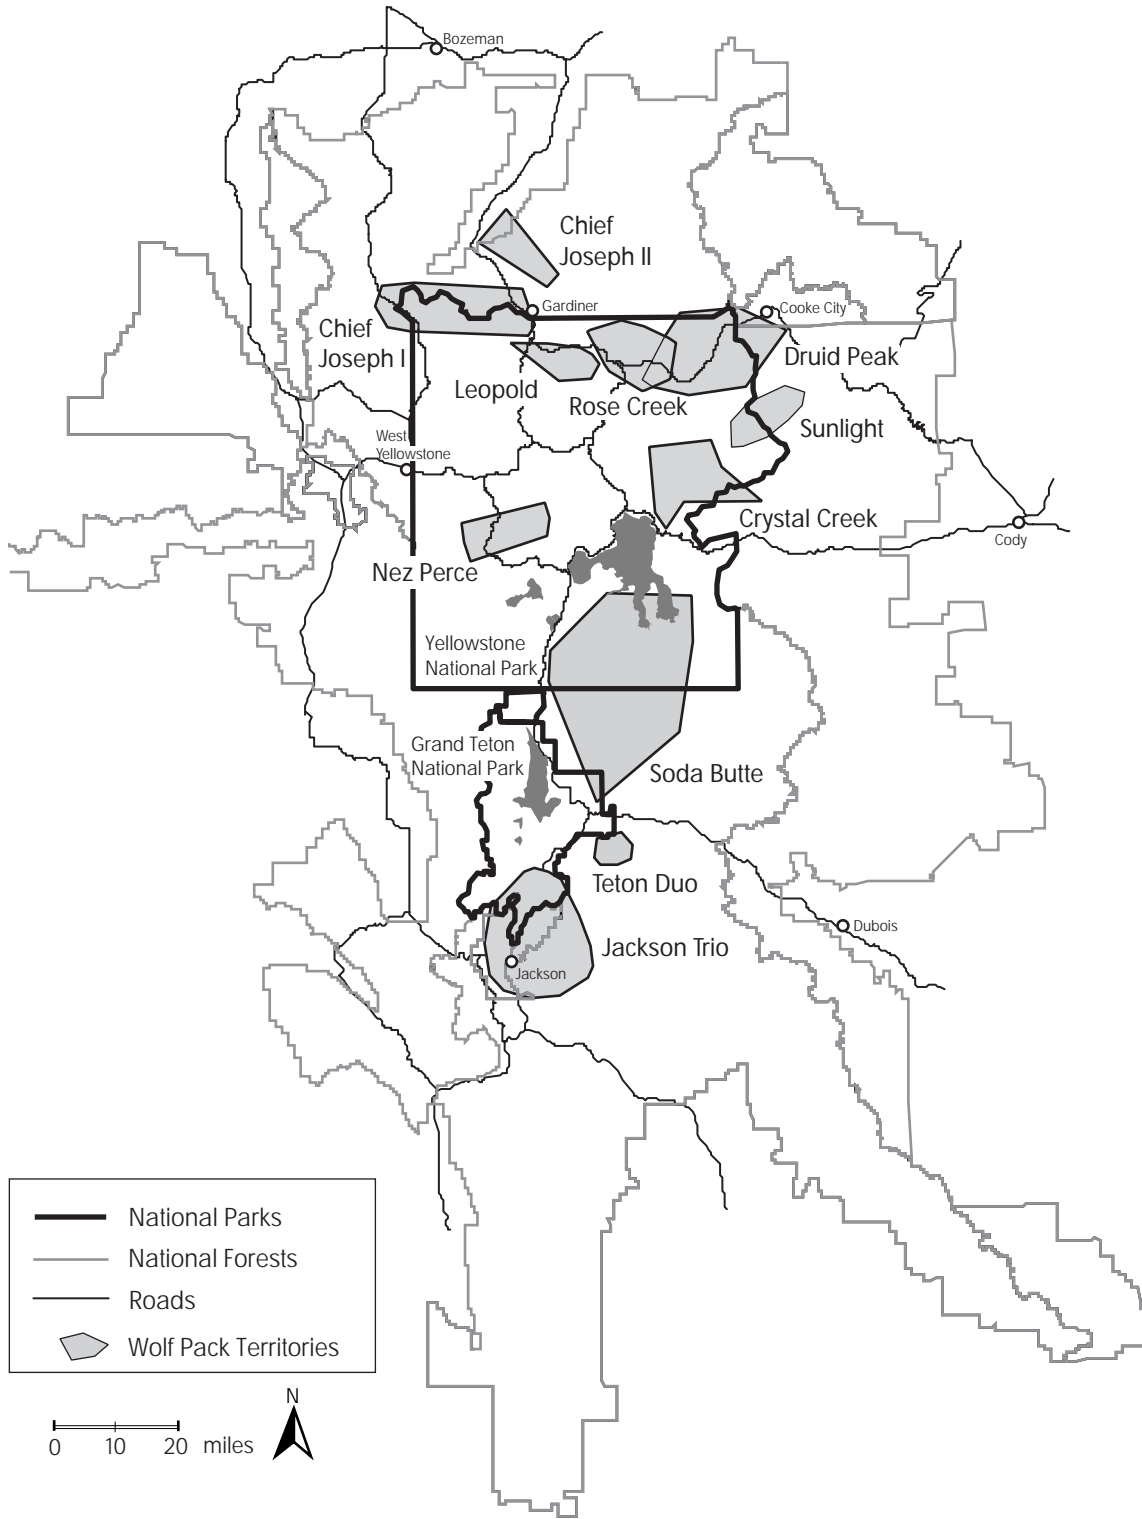 Bozeman
Chief
Joseph II
Gardiner
Cooke City
Chief
Joseph I
Druid Peak
Leopold
Rose Creek
Sunlight
West
Yellowstone
Crystal Creek
Cody
Nez Perce
Yellowstone
National Park
Grand Teton
National Park
Soda Butte
Teton Duo
Dubois
Jackson Trio
Jackson
National Parks
National Forests
Roads
Wolf Pack Territories
N
0 10 20 miles